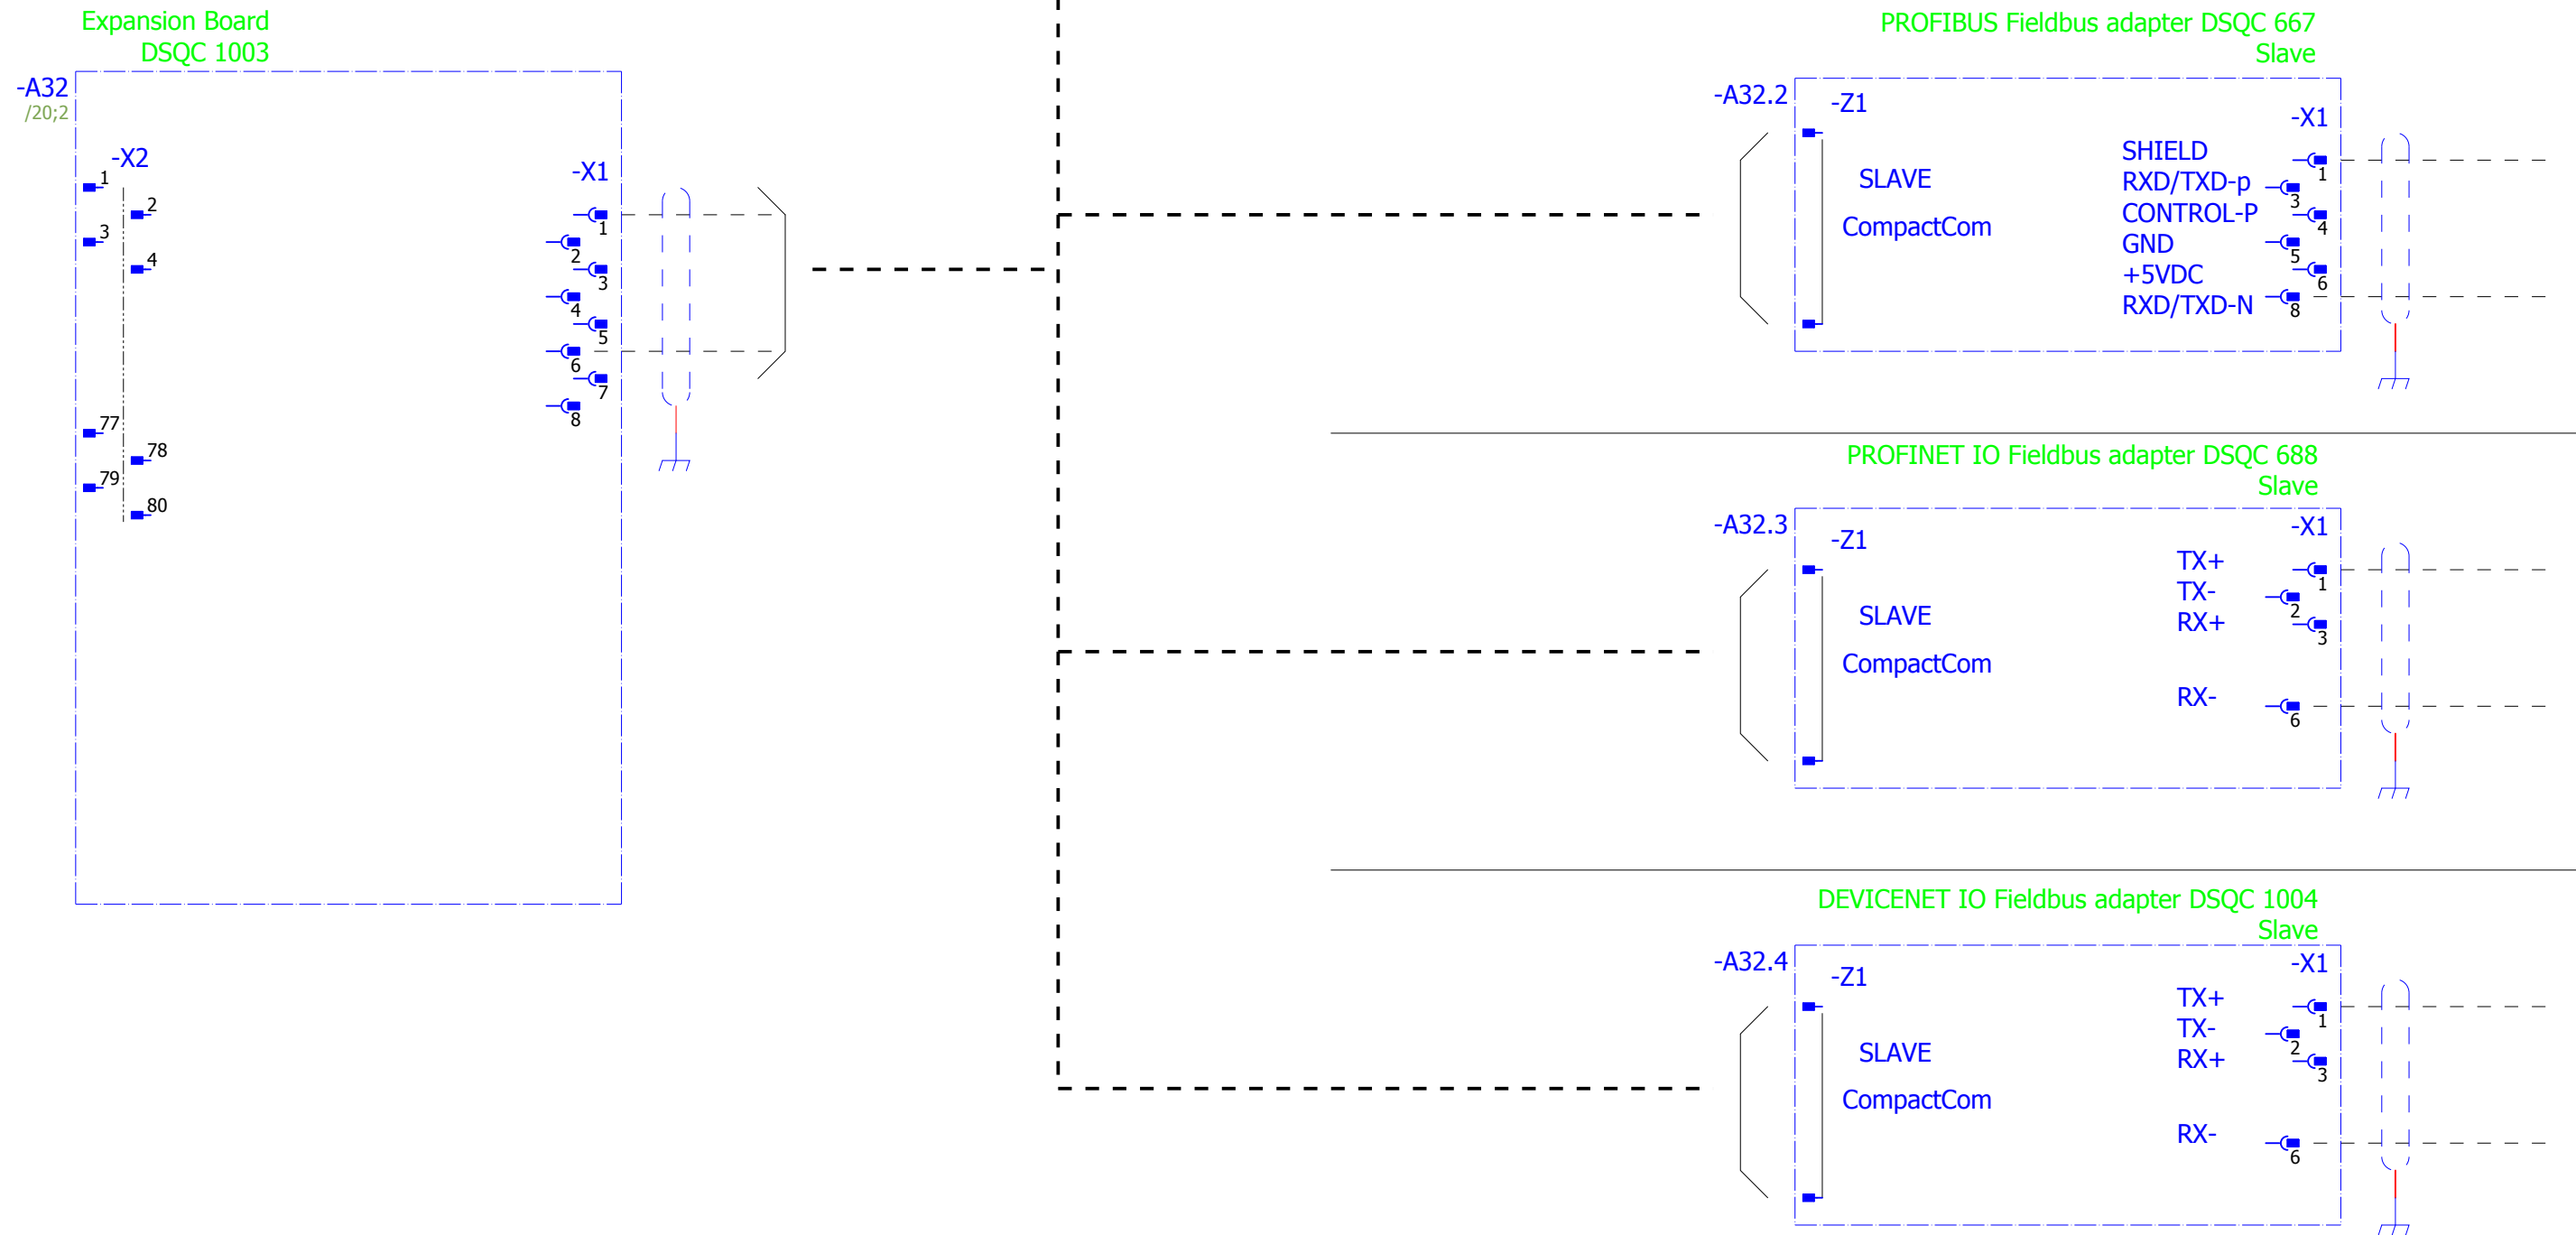 Expansion Board
DSQC 1003
-A32
/20;2
-X2
1
2
3
4
77
78
79
80
-X1
1
2
3
4
5
6
7
8
PROFIBUS Fieldbus adapter DSQC 667
Slave
-A32.2
-Z1
-X1
SLAVE
CompactCom
SHIELD
RXD/TXD-p
CONTROL-P
GND
+5VDC
RXD/TXD-N
1
3
4
5
6
8
PROFINET IO Fieldbus adapter DSQC 688
Slave
-A32.3
-Z1
-X1
SLAVE
CompactCom
TX+
TX-
RX+
RX-
1
2
3
6
DEVICENET IO Fieldbus adapter DSQC 1004
Slave
-A32.4
-Z1
-X1
SLAVE
CompactCom
TX+
TX-
RX+
RX-
1
2
3
6